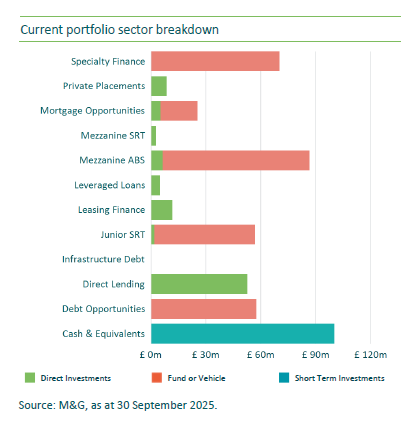 Current portfolio sector breakdown
Specialty Finance
Private Placements
Mortgage Opportunities
Mezzanine SRT
Mezzanine ABS
Leveraged Loans
Leasing Finance
Junior SRT
Infrastructure Debt
Direct Lending
Debt Opportunities
Cash & Equivalents
£ 0m £ 30m £ 60m £ 90m £ 120m
Direct Investments Fund or Vehicle Short Term Investments
Source: M&G, as at 30 September 2025.